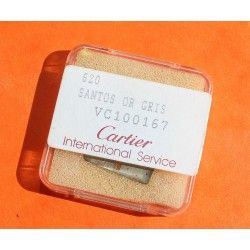 620
SANTOS OR GRIS
VC100167
Cartier
International Service